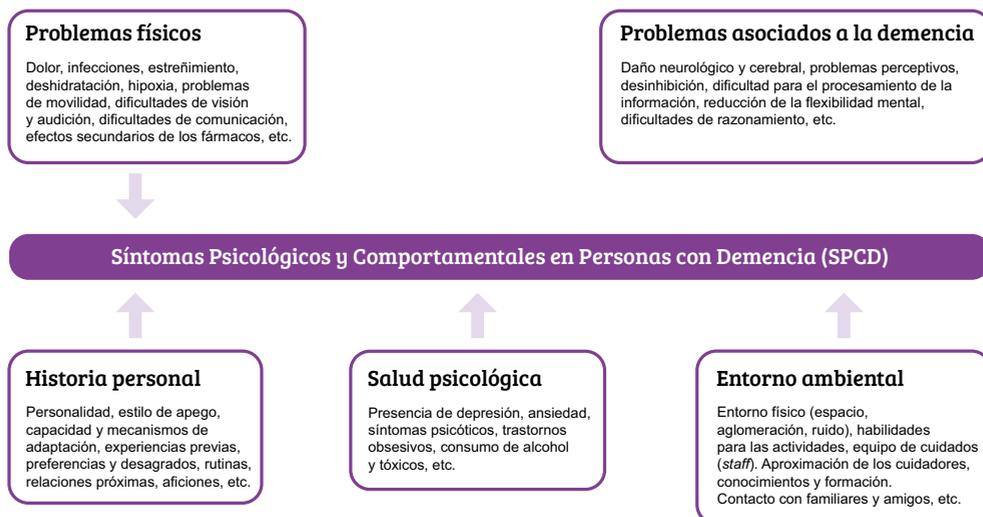 Problemas físicos
Dolor, infecciones, estreñimiento,
deshidratación, hipoxia, problemas
de movilidad, dificultades de visión
y audición, dificultades de comunicación,
efectos secundarios de los fármacos, etc.
Problemas asociados a la demencia
Daño neurológico y cerebral, problemas perceptivos,
desinhibición, dificultad para el procesamiento de la
información, reducción de la flexibilidad mental,
dificultades de razonamiento, etc.
Síntomas Psicológicos y Comportamentales en Personas con Demencia (SPCD)
Historia personal
Personalidad, estilo de apego,
capacidad y mecanismos de
adaptación, experiencias previas,
preferencias y desagrados, rutinas,
relaciones próximas, aficiones, etc.
Salud psicológica
Presencia de depresión, ansiedad,
síntomas psicóticos, trastornos
obsesivos, consumo de alcohol
y tóxicos, etc.
Entorno ambiental
Entorno físico (espacio,
aglomeración, ruido), habilidades
para las actividades, equipo de cuidados
(staff). Aproximación de los cuidadores,
conocimientos y formación.
Contacto con familiares y amigos, etc.